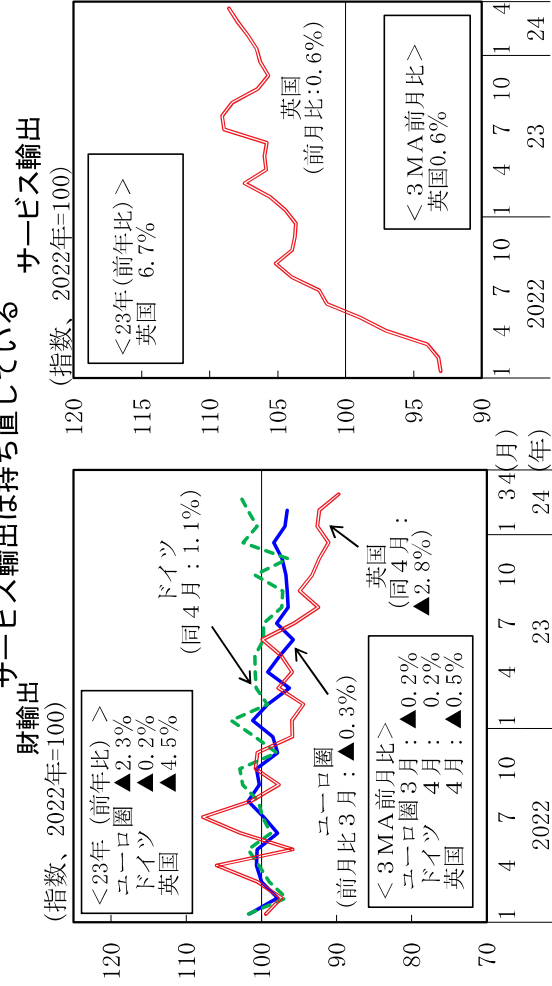 サービス輸出は持ち直している
財輸出
(指数、2022年=100)
<23年 (前年比) >
ユーロ圏 ▲2.3%
ドイツ ▲0.2%
英国 ▲4.5%
ドイツ
(同4月:1.1%)
ユーロ圏
(前月比3月:▲0.3%)
英国
(同4月:
▲2.8%)
<3MA前月比>
ユーロ圏3月:▲0.2%
ドイツ 4月: 0.2%
英国 4月:▲0.5%
120
110
100
90
80
70
1 4 7 10 1 4 7 10 1 3 4(月)
2022 23 24 (年)
サービス輸出
(指数、2022年=100)
<23年(前年比)>
英国 6.7%
英国
(前月比:0.6%)
<3MA前月比>
英国0.6%
120
115
110
105
100
95
90
1 4 7 10 1 4 7 10 1 4
2022 23 24